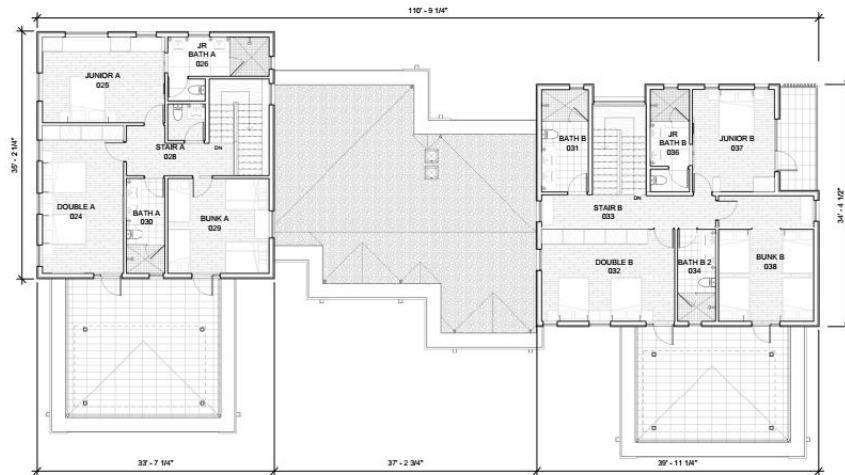 110' - 9 1/4"
JR
BATH A
026
JUNIOR A
025
35' - 2 1/4"
STAIR A
028
DN
DOUBLE A
024
BATH A
030
BUNK A
029
BATH B
031
JR
BATH B
036
JUNIOR B
037
DN
STAIR B
033
34' - 4 1/2"
DOUBLE B
032
BATH B 2
034
BUNK B
038
33' - 7 1/4"
37' - 2 3/4"
39' - 11 1/4"